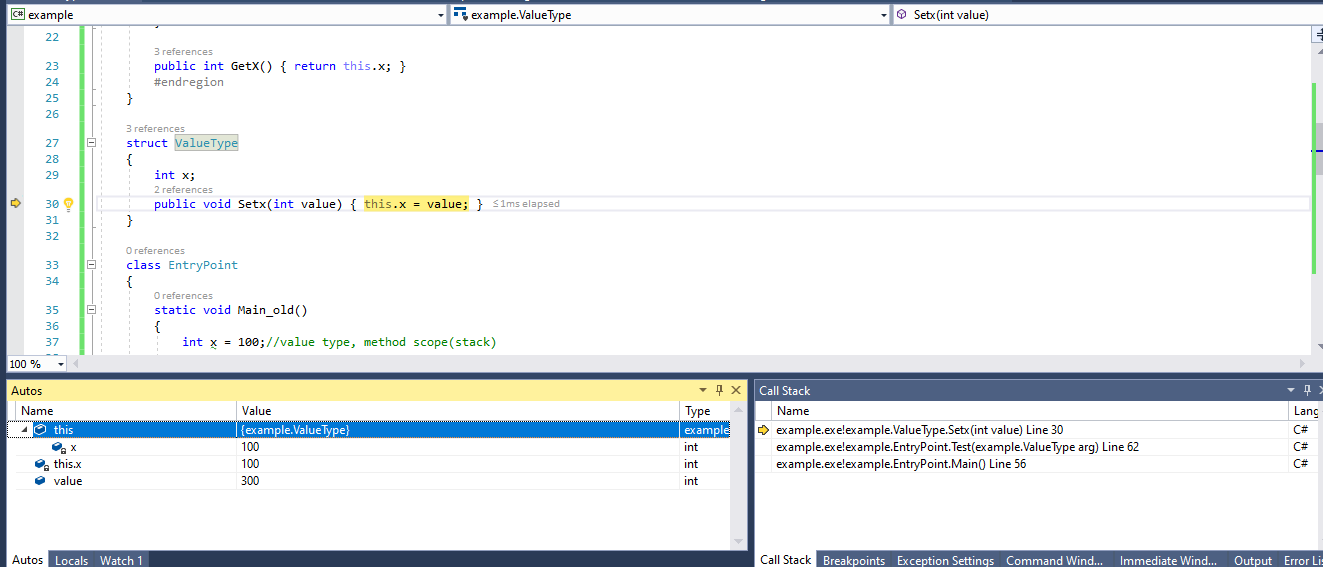 C# example example.ValueType Setx(int value)
22
3 references
23 public int GetX() { return this.x; }
24 #endregion
25 }
26
3 references
27 struct ValueType
28 {
29 int x;
2 references
30 public void Setx(int value) { this.x = value; } ≤1ms elapsed
31 }
32
0 references
33 class EntryPoint
34 {
0 references
35 static void Main_old()
36 {
37 int x = 100;//value type, method scope(stack)
100 %
Autos
Name Value Type
this {example.ValueType} example
x 100 int
this.x 100 int
value 300 int
Autos Locals Watch 1
Call Stack
Name Lang
example.exe!example.ValueType.Setx(int value) Line 30 C#
example.exe!example.EntryPoint.Test(example.ValueType arg) Line 62 C#
example.exe!example.EntryPoint.Main() Line 56 C#
Call Stack Breakpoints Exception Settings Command Wind... Immediate Wind... Output Error Li